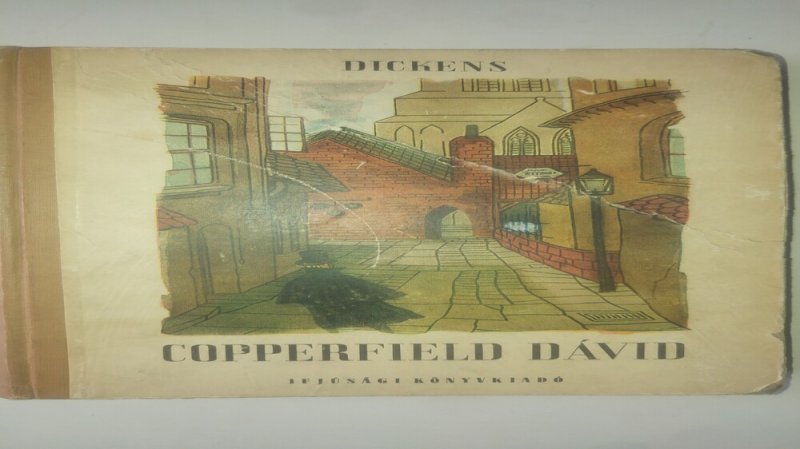 DICKENS
COPPERFIELD DÁVID
IFJÚSÁGI KÖNYVKIADÓ